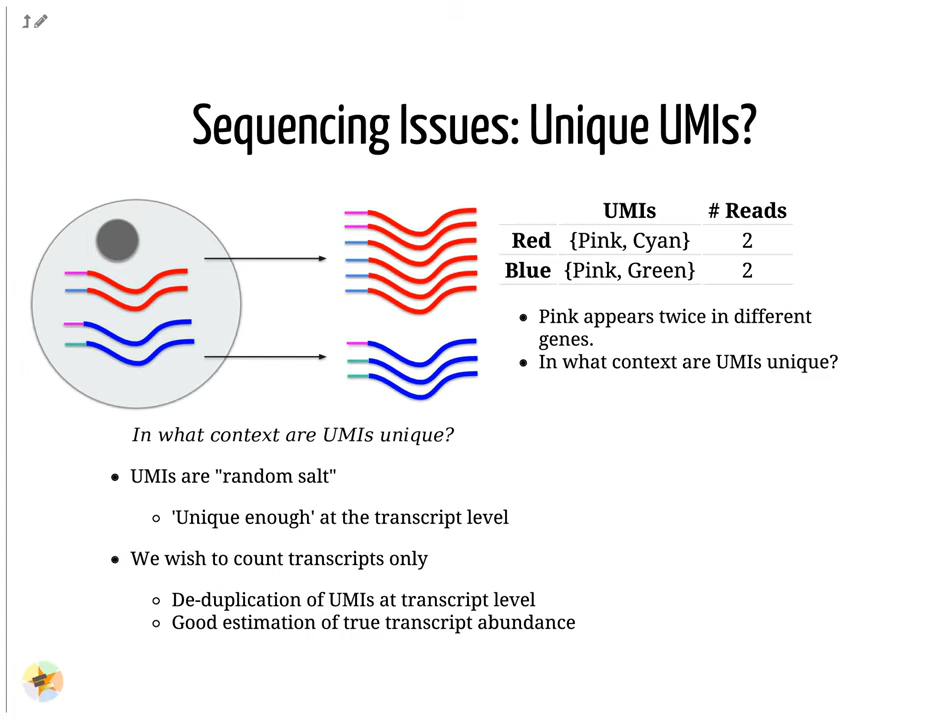 Sequencing Issues: Unique UMIs?
UMIs # Reads
Red {Pink, Cyan} 2
Blue {Pink, Green} 2
Pink appears twice in different
genes.
In what context are UMIs unique?
In what context are UMIs unique?
UMIs are "random salt"
'Unique enough' at the transcript level
We wish to count transcripts only
De-duplication of UMIs at transcript level
Good estimation of true transcript abundance